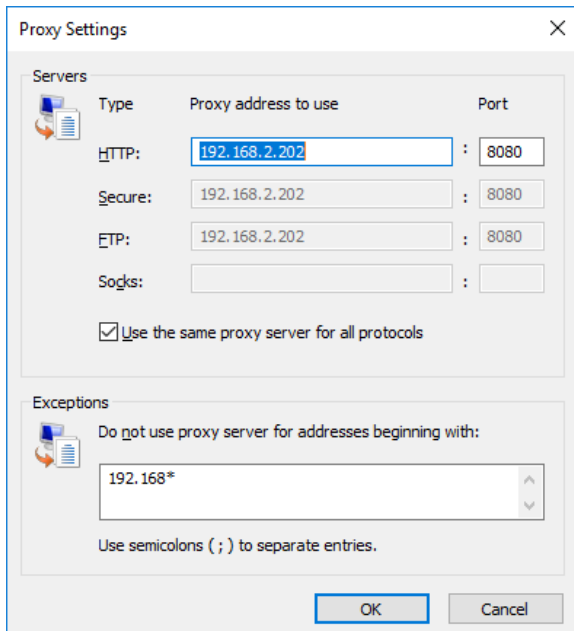 Proxy Settings
Servers
Type Proxy address to use Port
HTTP: 192.168.2.202 : 8080
Secure: 192.168.2.202 : 8080
FTP: 192.168.2.202 : 8080
Socks: :
Use the same proxy server for all protocols
Exceptions
Do not use proxy server for addresses beginning with:
192.168*
Use semicolons ( ; ) to separate entries.
OK Cancel